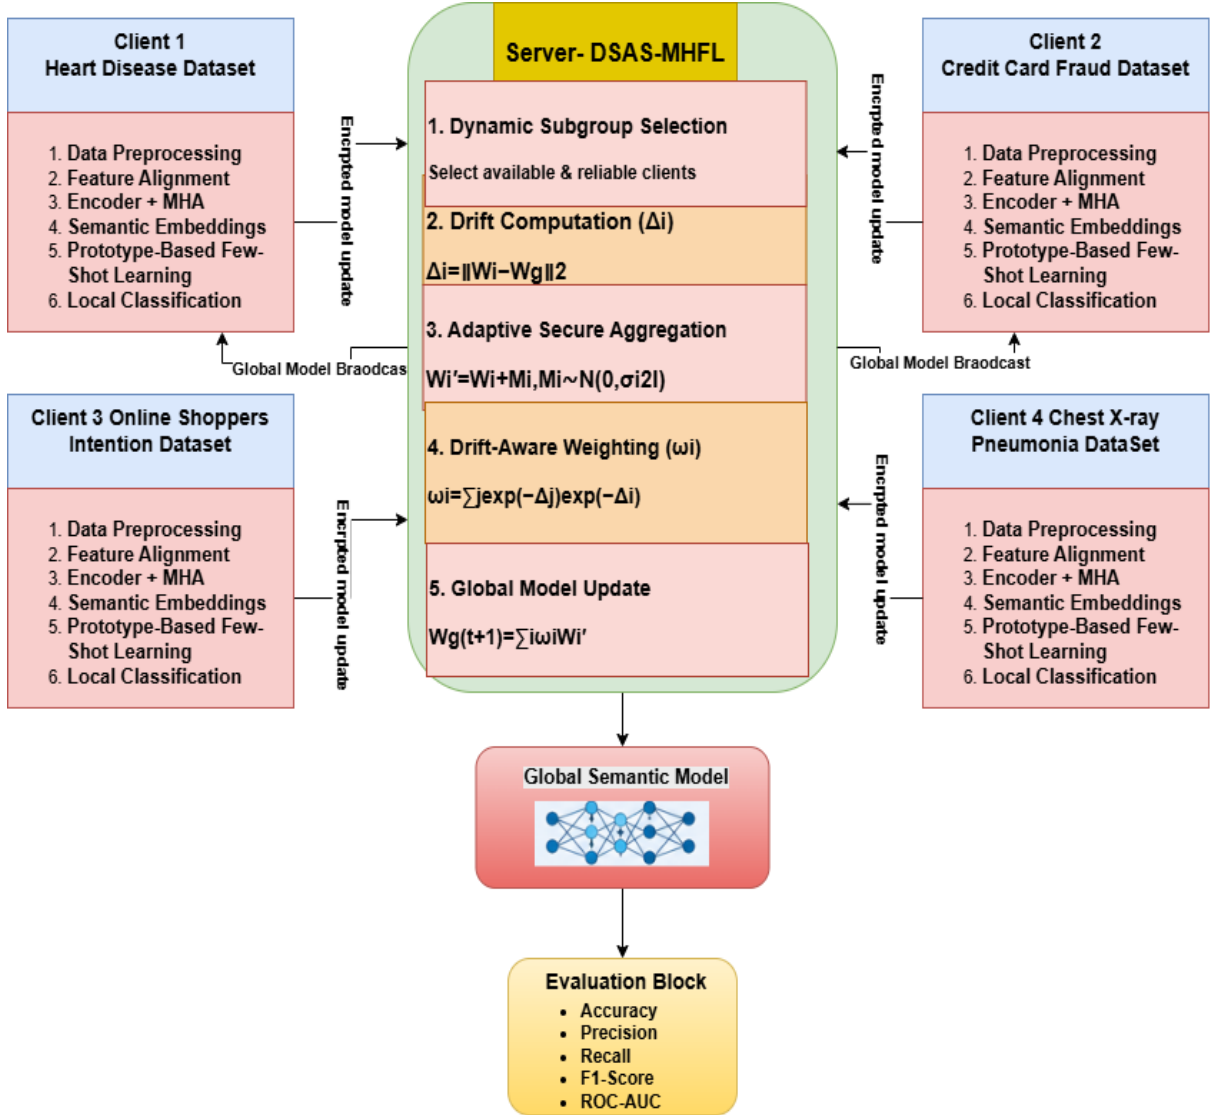 Client 1
Heart Disease Dataset
1. Data Preprocessing
2. Feature Alignment
3. Encoder + MHA
4. Semantic Embeddings
5. Prototype-Based Few-
Shot Learning
6. Local Classification
Encrpted model update
Server- DSAS-MHFL
1. Dynamic Subgroup Selection
Select available & reliable clients
2. Drift Computation (Δi)
Δi=‖Wi−Wg‖2
3. Adaptive Secure Aggregation
Wi′=Wi+Mi,Mi~N(0,σi2I)
4. Drift-Aware Weighting (ωi)
ωi=∑jexp(−Δj)exp(−Δi)
5. Global Model Update
Wg(t+1)=∑iωiWi′
Client 2
Credit Card Fraud Dataset
1. Data Preprocessing
2. Feature Alignment
3. Encoder + MHA
4. Semantic Embeddings
5. Prototype-Based Few-
Shot Learning
6. Local Classification
Encrpted model update
Global Model Braodcas
Global Model Braodcast
Client 3 Online Shoppers
Intention Dataset
1. Data Preprocessing
2. Feature Alignment
3. Encoder + MHA
4. Semantic Embeddings
5. Prototype-Based Few-
Shot Learning
6. Local Classification
Encrpted model update
Client 4 Chest X-ray
Pneumonia DataSet
1. Data Preprocessing
2. Feature Alignment
3. Encoder + MHA
4. Semantic Embeddings
5. Prototype-Based Few-
Shot Learning
6. Local Classification
Encrpted model update
Global Semantic Model
Evaluation Block
• Accuracy
• Precision
• Recall
• F1-Score
• ROC-AUC